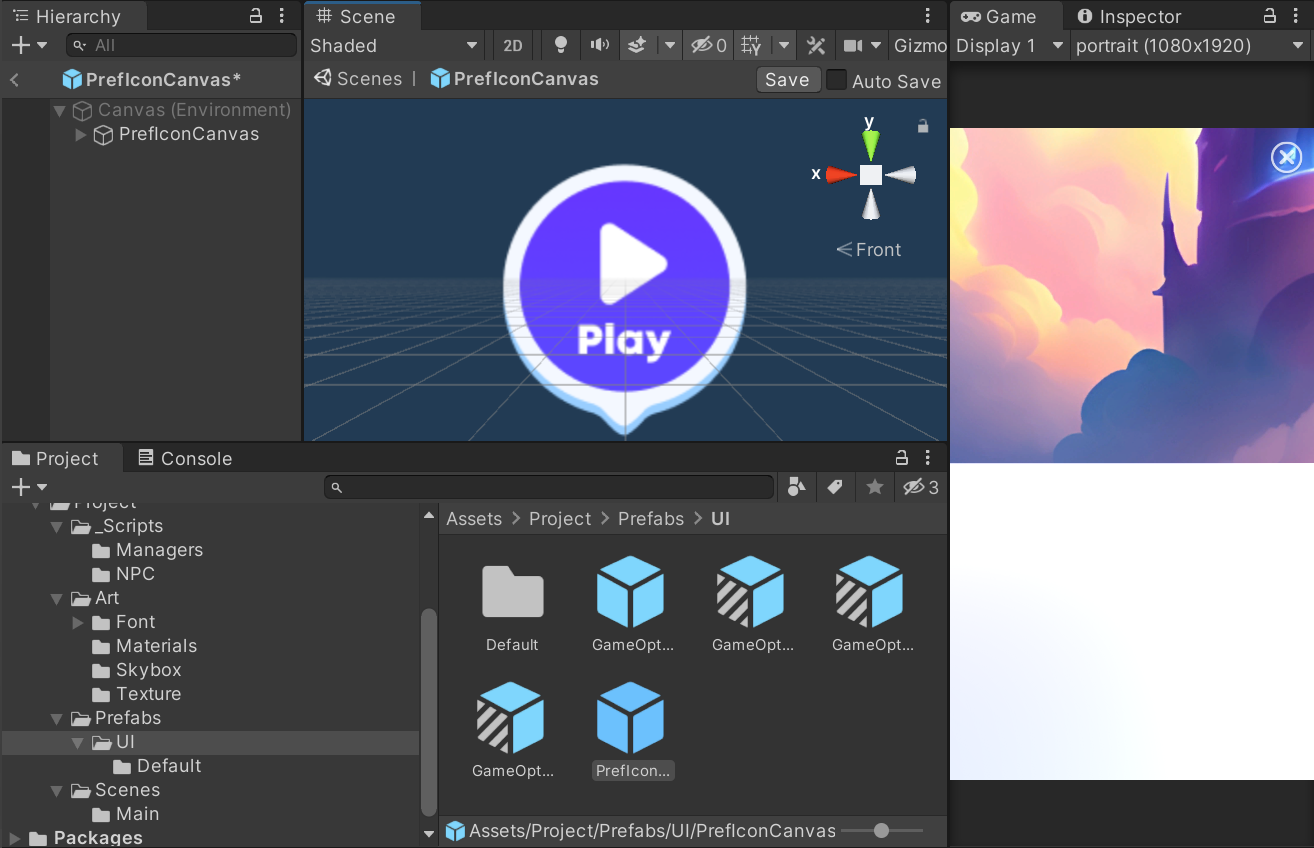 Hierarchy
All
PrefIconCanvas*
Canvas (Environment)
PrefIconCanvas
Scene
Shaded
2D
0
Gizmo
Scenes | PrefIconCanvas
Save
Auto Save
y
x
Front
Play
Game
Inspector
Display 1
portrait (1080x1920)
Project
Console
3
Project
_Scripts
Managers
NPC
Art
Font
Materials
Skybox
Texture
Prefabs
UI
Default
Scenes
Main
Packages
Assets > Project > Prefabs > UI
Default
GameOpt...
GameOpt...
GameOpt...
GameOpt...
PrefIcon...
Assets/Project/Prefabs/UI/PrefIconCanvas